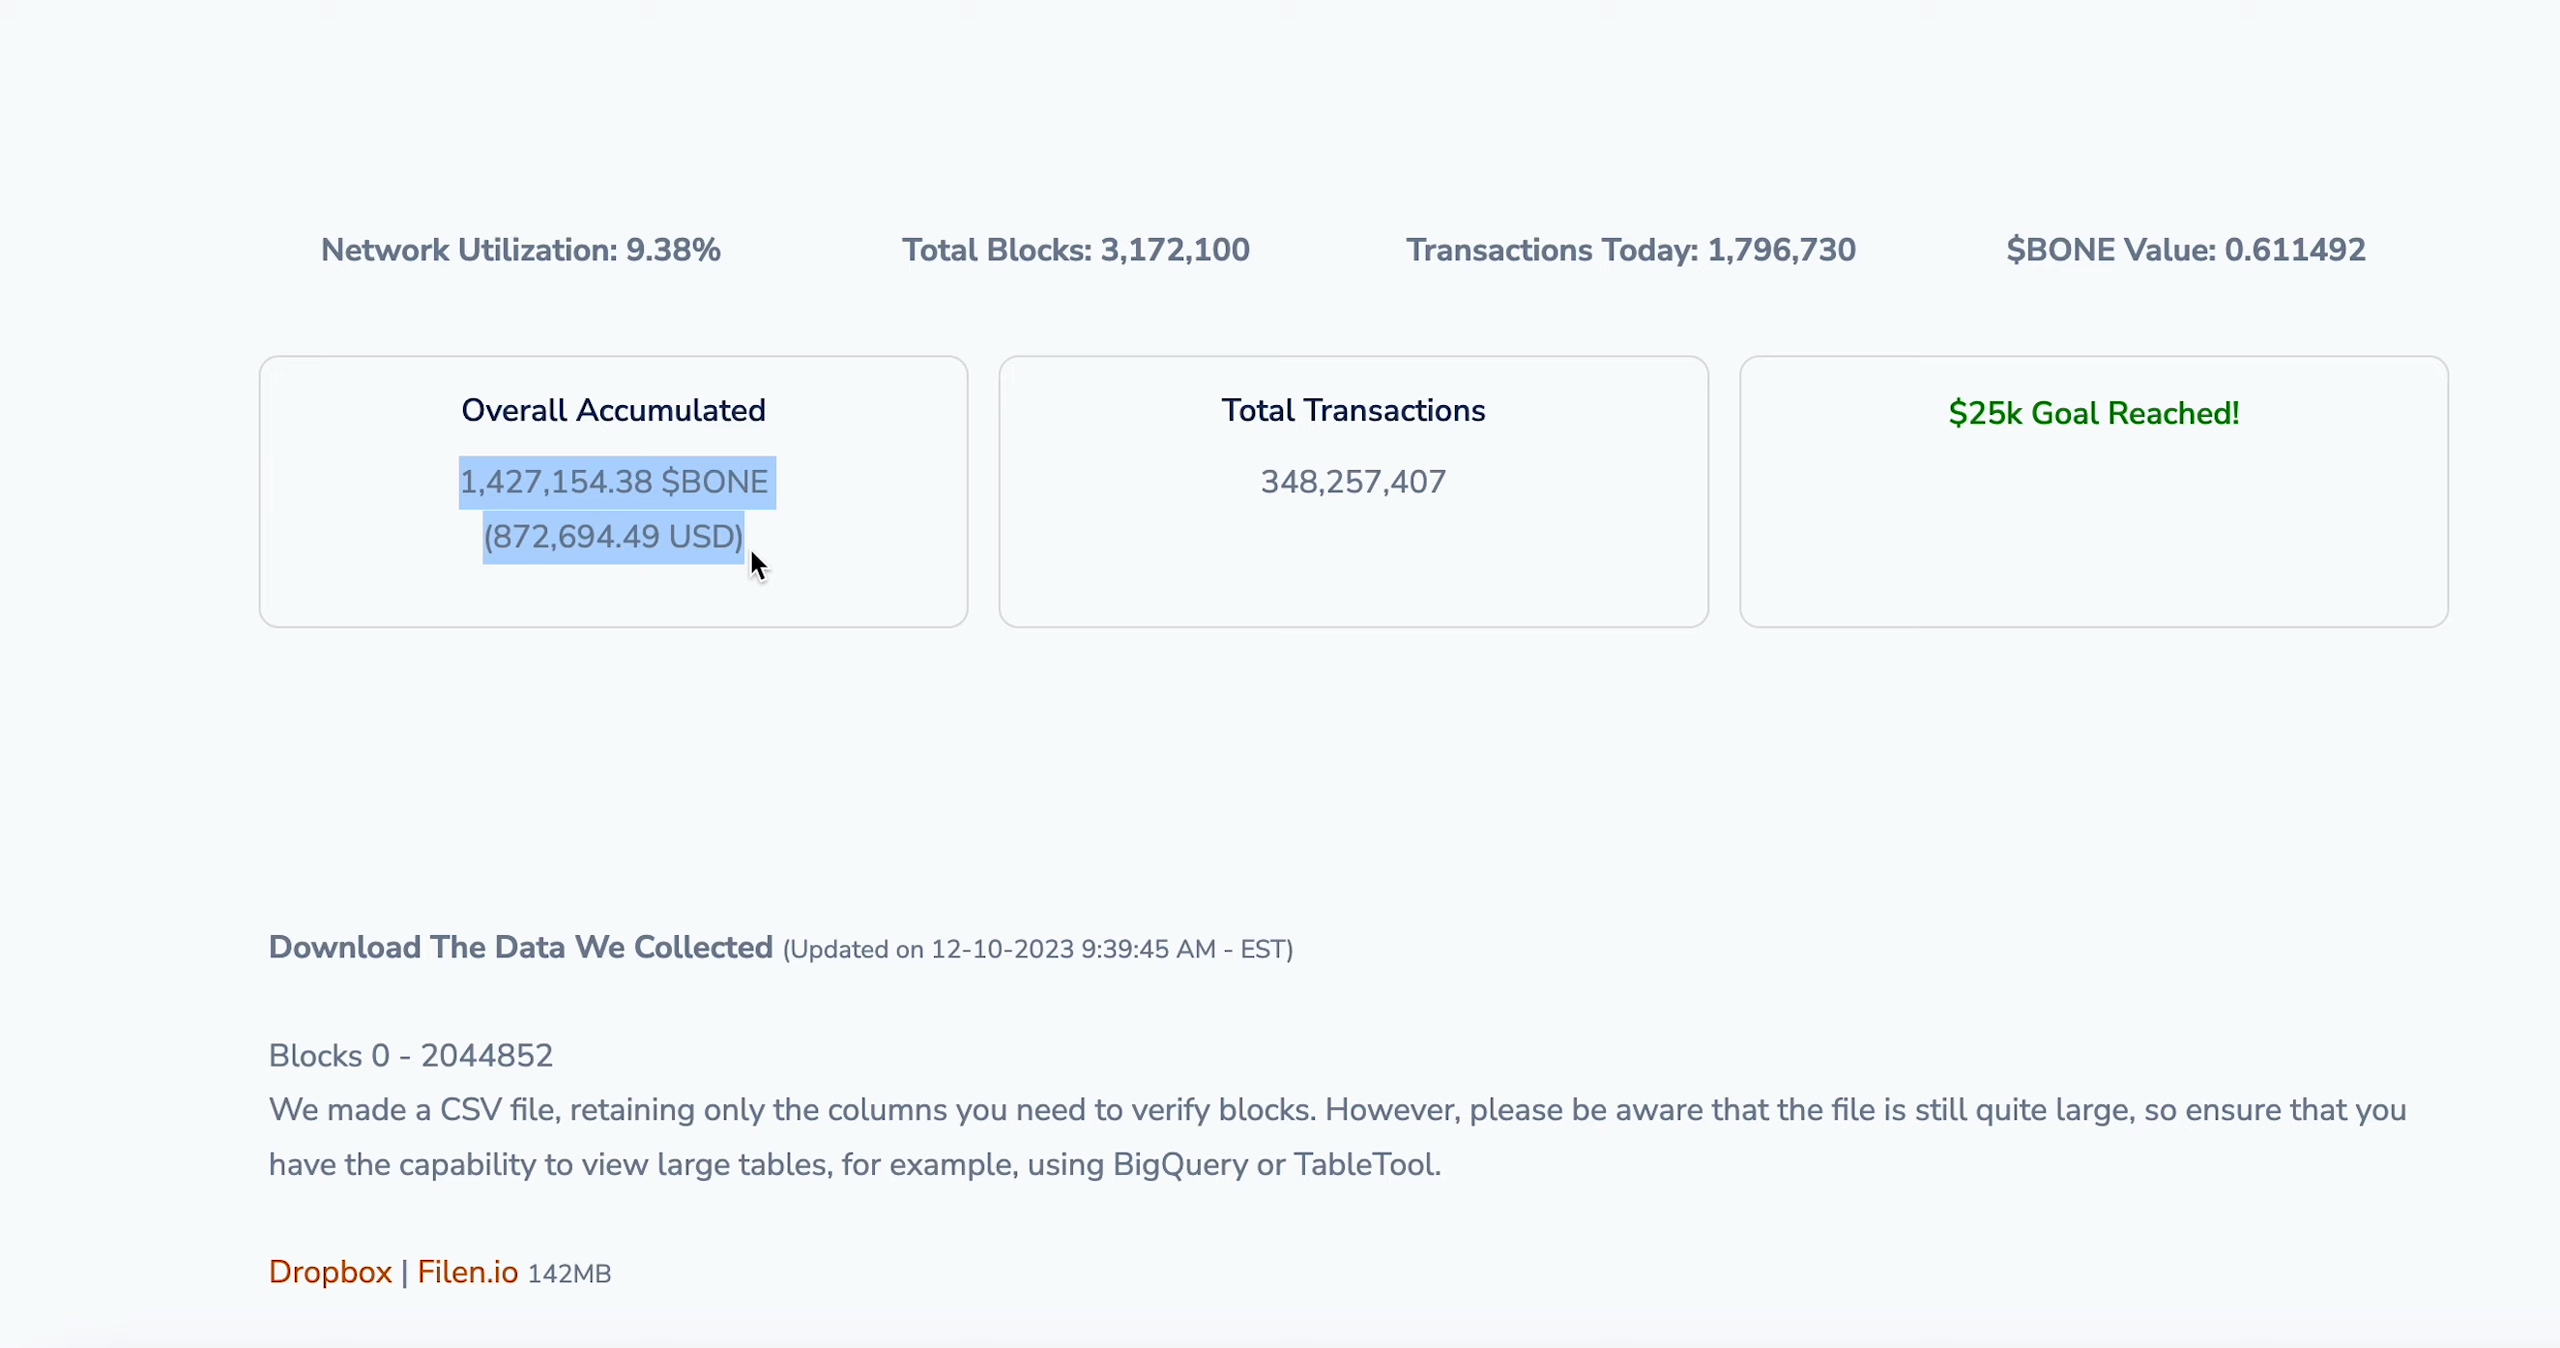 Network Utilization: 9.38%
Total Blocks: 3,172,100
Transactions Today: 1,796,730
$BONE Value: 0.611492
Overall Accumulated
1,427,154.38 $BONE
(872,694.49 USD)
Total Transactions
348,257,407
$25k Goal Reached!
Download The Data We Collected (Updated on 12-10-2023 9:39:45 AM - EST)
Blocks 0 - 2044852
We made a CSV file, retaining only the columns you need to verify blocks. However, please be aware that the file is still quite large, so ensure that you
have the capability to view large tables, for example, using BigQuery or TableTool.
Dropbox | Filen.io 142MB